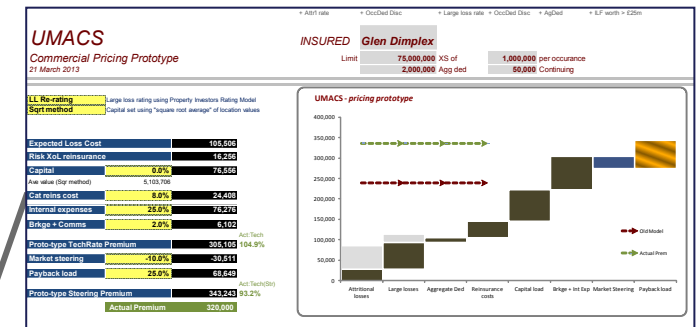 + Attr'l rate + OccDed Disc + Large loss rate + OccDed Disc + AgDed + ILF worth > £25m
UMACS
INSURED Glen Dimplex
Commercial Pricing Prototype
Limit 75,000,000 XS of 1,000,000 per occurance
21 March 2013
2,000,000 Agg ded 50,000 Continuing
LL Re-rating Large loss rating using Property Investors Rating Model
Sqrt method Capital set using "square root average" of location values
Expected Loss Cost 105,506
Risk XoL reinsurance 16,256
Capital 0.0% 76,556
Ave value (Sqr method) 5,103,706
Cat reins cost 8.0% 24,408
Internal expenses 25.0% 76,276
Brkge + Comms 2.0% 6,102
Act:Tech
Proto-type TechRate Premium 305,105 104.9%
Market steering -10.0% -30,511
Payback load 25.0% 68,649
Act:Tech(Str)
Proto-type Steering Premium 343,243 93.2%
Actual Premium 320,000
UMACS - pricing prototype
400,000
350,000
300,000
250,000
200,000
150,000
100,000
50,000
0
Old Model
Actual Prem
Attritional losses
Large losses
Aggregate Ded
Reinsurance costs
Capital load
Brkge + Int Exp
Market Steering
Payback load